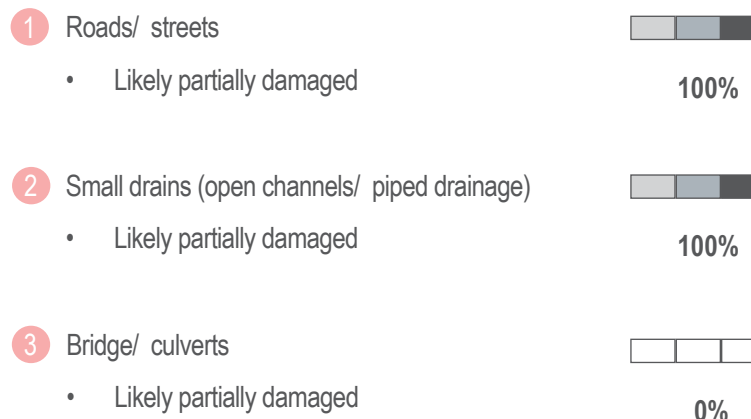 1 Roads/ streets
• Likely partially damaged 100%
2 Small drains (open channels/ piped drainage)
• Likely partially damaged 100%
3 Bridge/ culverts
• Likely partially damaged 0%